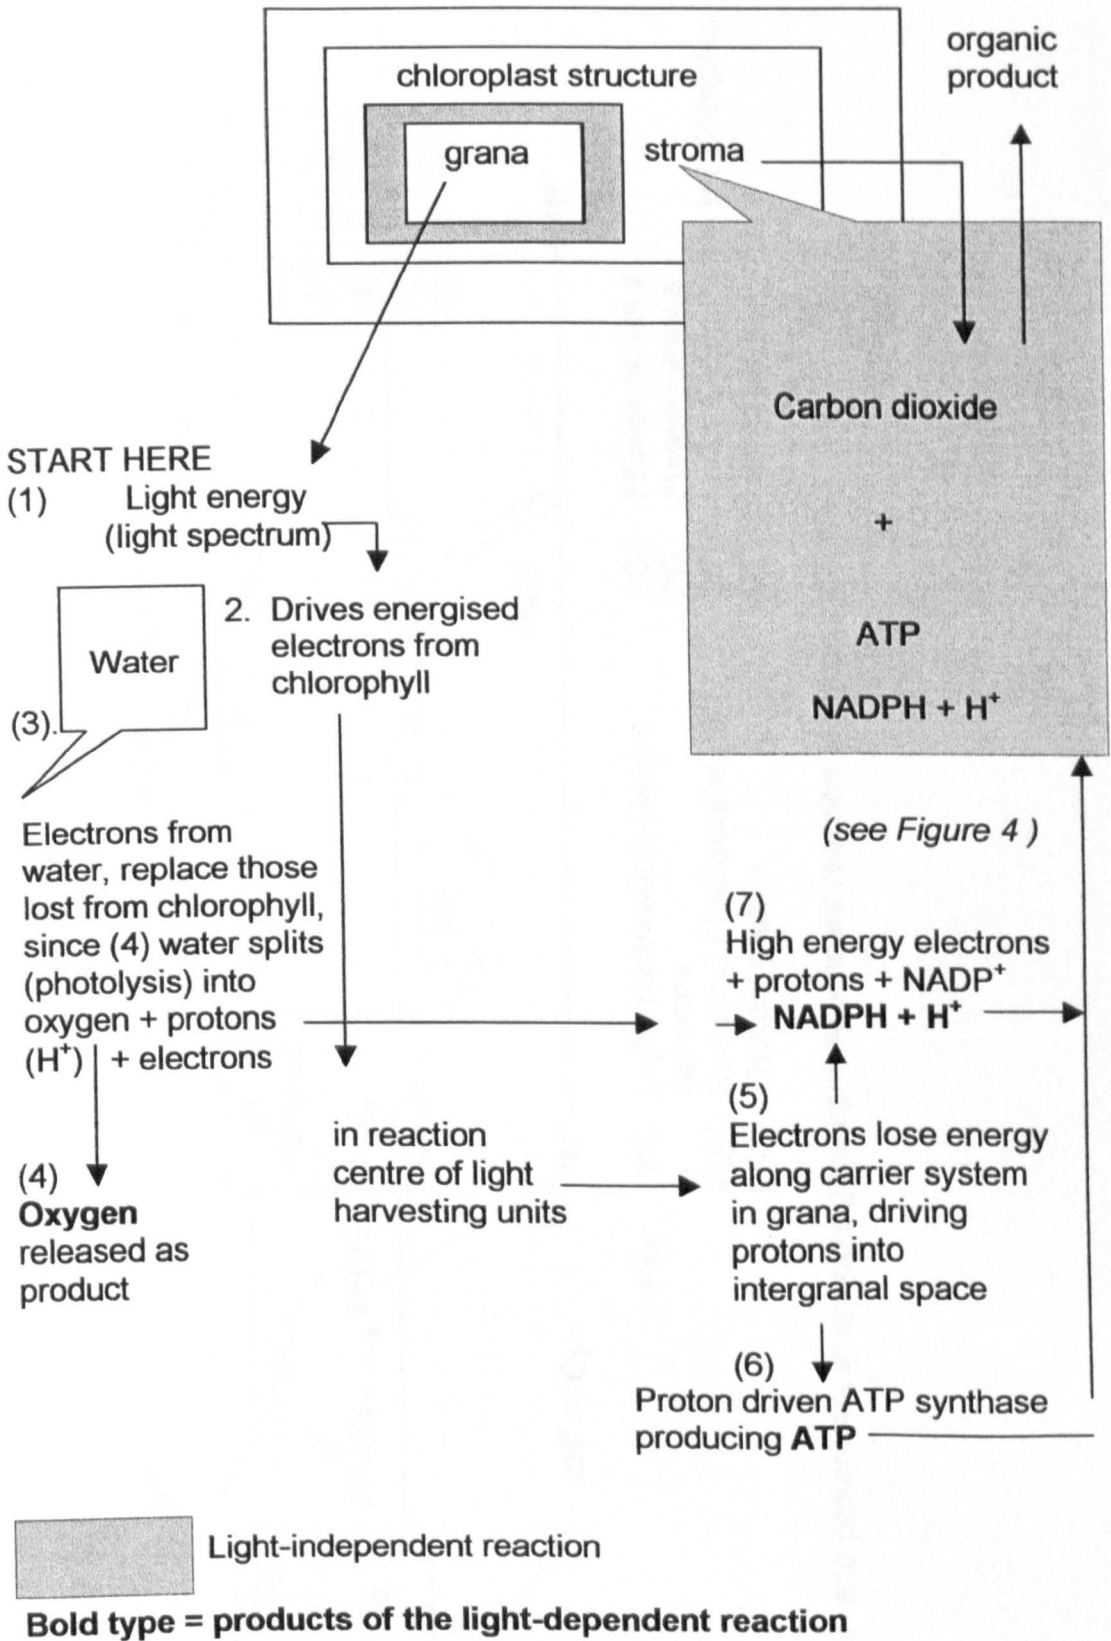 organic
product
chloroplast structure
grana
stroma
Carbon dioxide
+
ATP
NADPH + H⁺
START HERE
(1) Light energy
(light spectrum)
2. Drives energised
electrons from
chlorophyll
Water
(3).
Electrons from
water, replace those
lost from chlorophyll,
since (4) water splits
(photolysis) into
oxygen + protons
(H⁺) + electrons
(4)
Oxygen
released as
product
in reaction
centre of light
harvesting units
(see Figure 4 )
(7)
High energy electrons
+ protons + NADP⁺
NADPH + H⁺
(5)
Electrons lose energy
along carrier system
in grana, driving
protons into
intergranal space
(6)
Proton driven ATP synthase
producing ATP
Light-independent reaction
Bold type = products of the light-dependent reaction